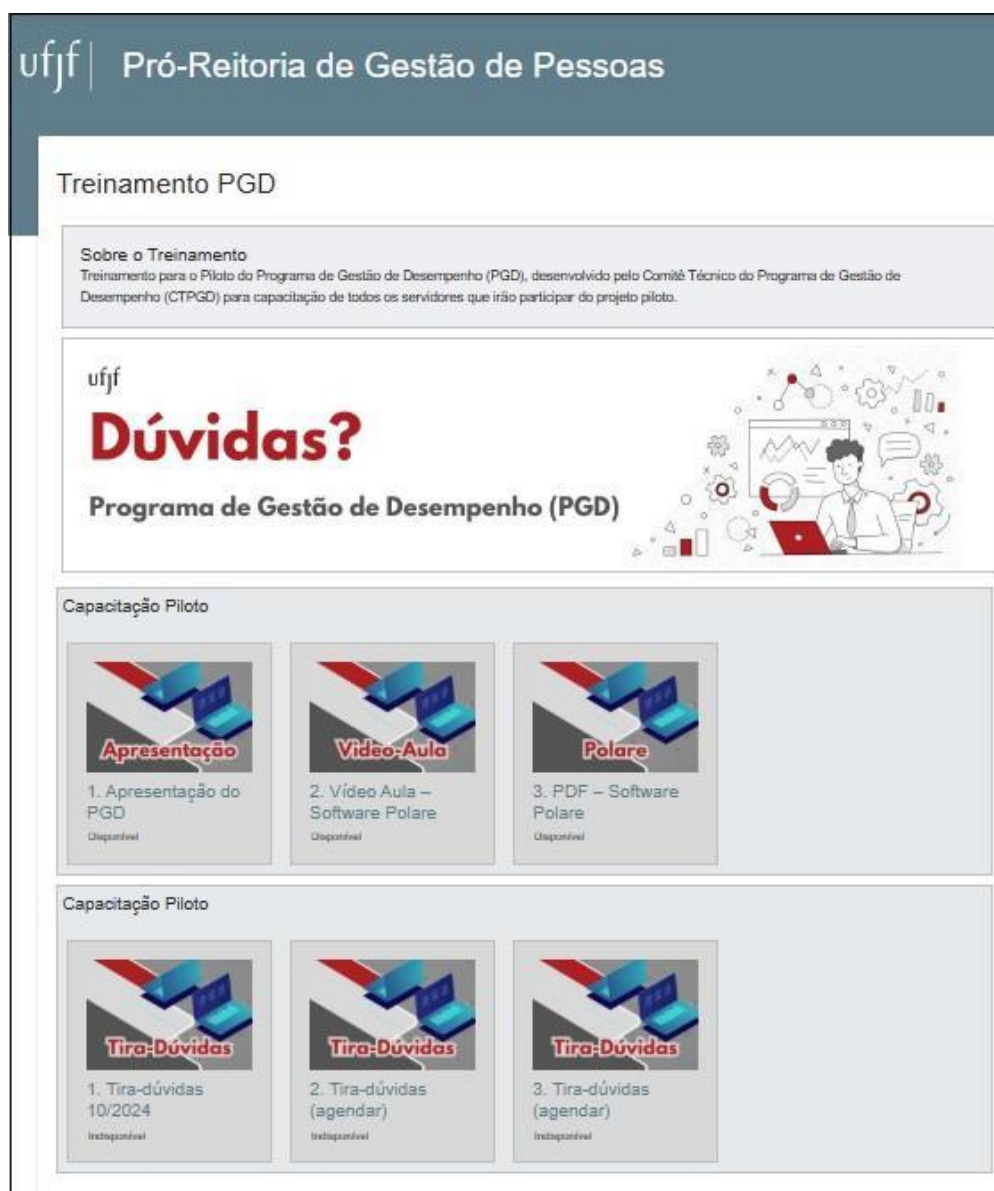 ufjf | Pró-Reitoria de Gestão de Pessoas
Treinamento PGD
Sobre o Treinamento
Treinamento para o Piloto do Programa de Gestão de Desempenho (PGD), desenvolvido pelo Comitê Técnico do Programa de Gestão de
Desempenho (CTPGD) para capacitação de todos os servidores que irão participar do projeto piloto.
ufjf
Dúvidas?
Programa de Gestão de Desempenho (PGD)
Capacitação Piloto
Apresentação
1. Apresentação do
PGD
Disponível
Vídeo-Aula
2. Vídeo Aula –
Software Polare
Disponível
Polare
3. PDF – Software
Polare
Disponível
Capacitação Piloto
Tira-Dúvidas
1. Tira-dúvidas
10/2024
Indisponível
Tira-Dúvidas
2. Tira-dúvidas
(agendar)
Indisponível
Tira-Dúvidas
3. Tira-dúvidas
(agendar)
Indisponível